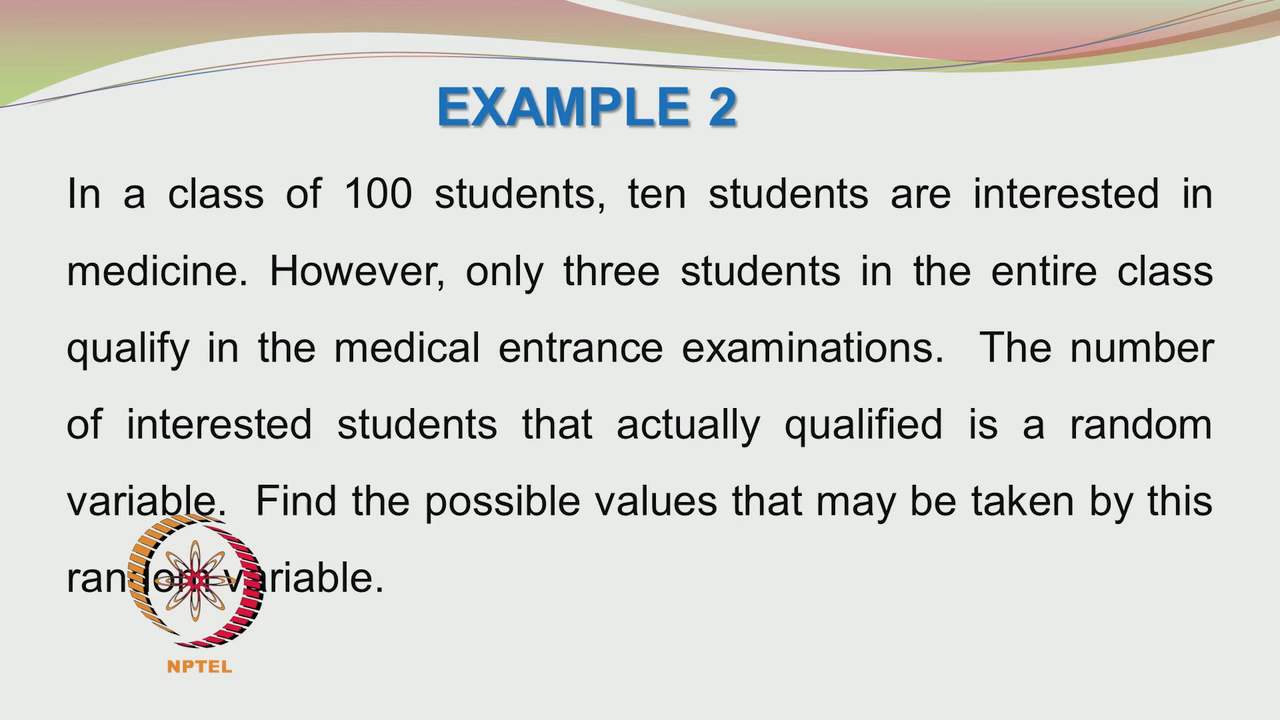 EXAMPLE 2
In a class of 100 students, ten students are interested in
medicine. However, only three students in the entire class
qualify in the medical entrance examinations. The number
of interested students that actually qualified is a random
variable. Find the possible values that may be taken by this
random variable.
NPTEL